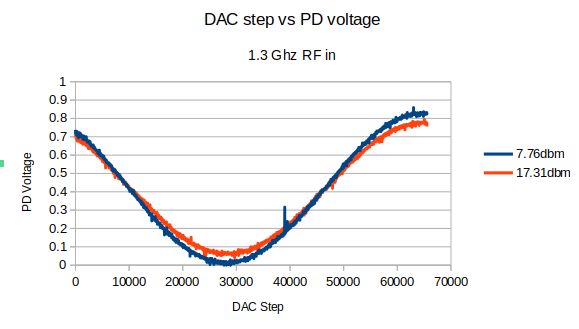 DAC step vs PD voltage
1.3 Ghz RF in
1
0.9
0.8
0.7
0.6
0.5
0.4
0.3
0.2
0.1
0
PD Voltage
7.76dbm
17.31dbm
0 10000 20000 30000 40000 50000 60000 70000
DAC Step